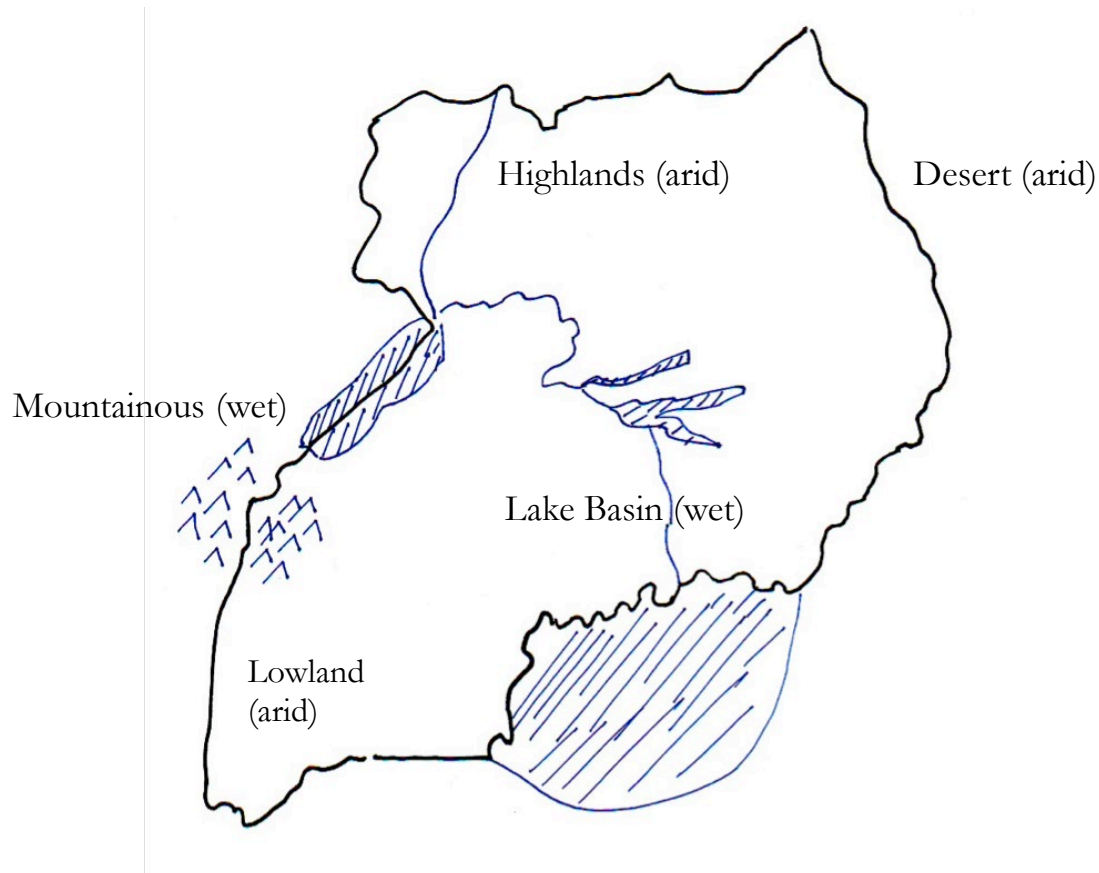 Highlands (arid)
Desert (arid)
Mountainous (wet)
Lake Basin (wet)
Lowland
(arid)